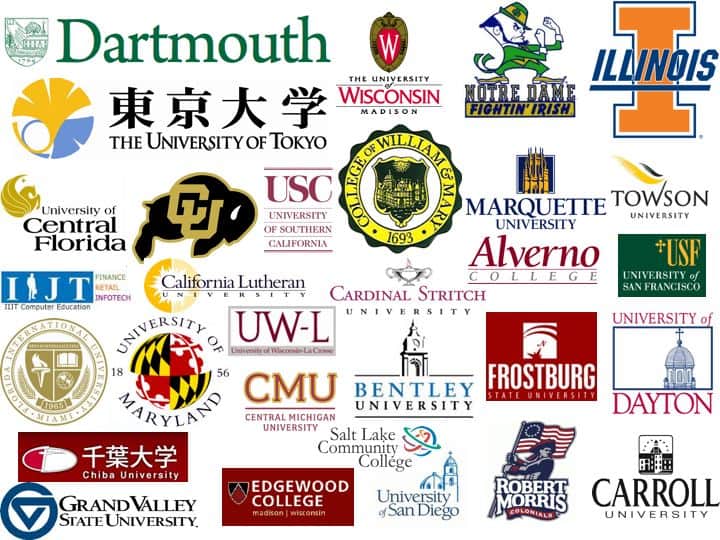 Dartmouth
THE UNIVERSITY
of
WISCONSIN
MADISON
W
NOTRE DAME
FIGHTIN' IRISH
I
ILLINOIS
東京大学
THE UNIVERSITY OF TOKYO
COLLEGE OF WILLIAM & MARY
1693
University of
Central
Florida
CU
USC
UNIVERSITY
OF SOUTHERN
CALIFORNIA
MARQUETTE
UNIVERSITY
TOWSON
UNIVERSITY
Alverno
COLLEGE
USF
UNIVERSITY of
SAN FRANCISCO
IIJT
FINANCE
RETAIL
INFOTECH
IIJT Computer Education
California Lutheran
UNIVERSITY
CARDINAL STRITCH
UNIVERSITY
FLORIDA INTERNATIONAL UNIVERSITY
1965
MIAMI
UNIVERSITY OF
18 56
MARYLAND
UW-L
University of Wisconsin-La Crosse
CMU
CENTRAL MICHIGAN
UNIVERSITY
BENTLEY
UNIVERSITY
FROSTBURG
STATE UNIVERSITY
UNIVERSITY of
DAYTON
千葉大学
Chiba University
Salt Lake
Community
College
GRAND VALLEY
STATE UNIVERSITY.
EDGEWOOD
COLLEGE
madison | wisconsin
University
of San Diego
ROBERT
MORRIS
COLONIALS
CARROLL
UNIVERSITY